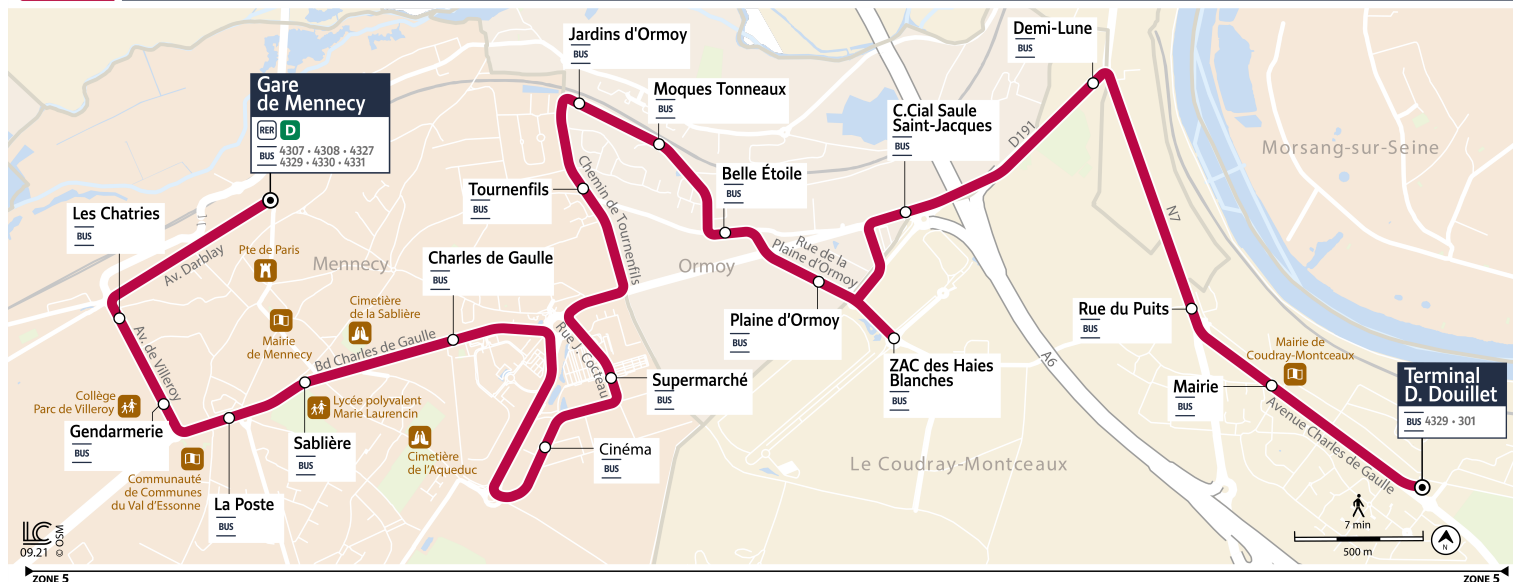 Gare
de Mennecy
RER D
BUS 4307 • 4308 • 4327
4329 • 4330 • 4331
Les Chatries
BUS
Av. Darblay
Pte de Paris
Mennecy
Mairie
de Mennecy
Cimetière
de la Sablière
Av. de Villeroy
Collège
Parc de Villeroy
Gendarmerie
BUS
Communauté
de Communes
du Val d'Essonne
La Poste
BUS
Bd Charles de Gaulle
Sablière
BUS
Lycée polyvalent
Marie Laurencin
Cimetière
de l'Aqueduc
Charles de Gaulle
BUS
Cinéma
BUS
Rue J. Cocteau
Supermarché
BUS
Chemin de Tournenfils
Tournenfils
BUS
Jardins d'Ormoy
BUS
Moques Tonneaux
BUS
Belle Étoile
BUS
Ormoy
Rue de la
Plaine d'Ormoy
Plaine d'Ormoy
BUS
ZAC des Haies
Blanches
BUS
C.Cial Saule
Saint-Jacques
BUS
D191
Demi-Lune
BUS
N7
A6
Morsang-sur-Seine
Le Coudray-Montceaux
Rue du Puits
BUS
Mairie
BUS
Mairie de
Coudray-Montceaux
Avenue Charles de Gaulle
Terminal
D. Douillet
BUS 4329 • 301
7 min
500 m
N
LC
09.21
© OSM
ZONE 5
ZONE 5